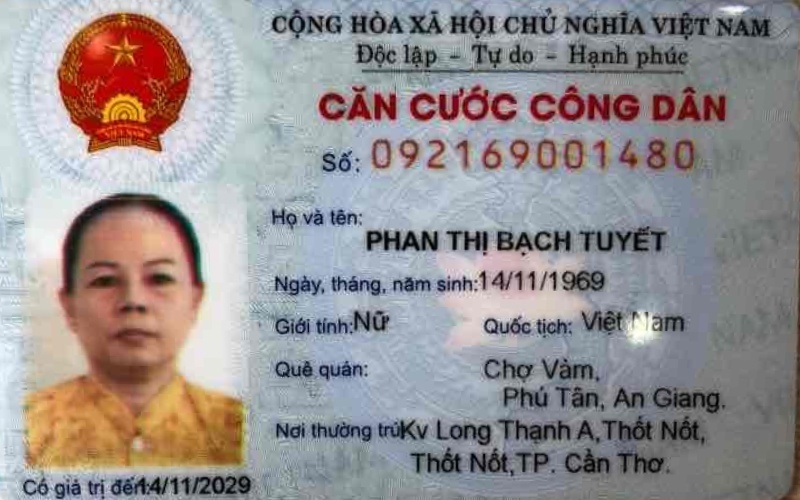 CỘNG HÒA XÃ HỘI CHỦ NGHĨA VIỆT NAM
Độc lập - Tự do - Hạnh phúc
CĂN CƯỚC CÔNG DÂN
Số: 092169001480
Họ và tên:
PHAN THỊ BẠCH TUYẾT
Ngày, tháng, năm sinh: 14/11/1969
Giới tính: Nữ Quốc tịch: Việt Nam
Quê quán: Chợ Vàm,
Phú Tân, An Giang.
Nơi thường trú: Kv Long Thạnh A, Thốt Nốt,
Thốt Nốt, TP. Cần Thơ.
Có giá trị đến: 14/11/2029
VIỆT NAM